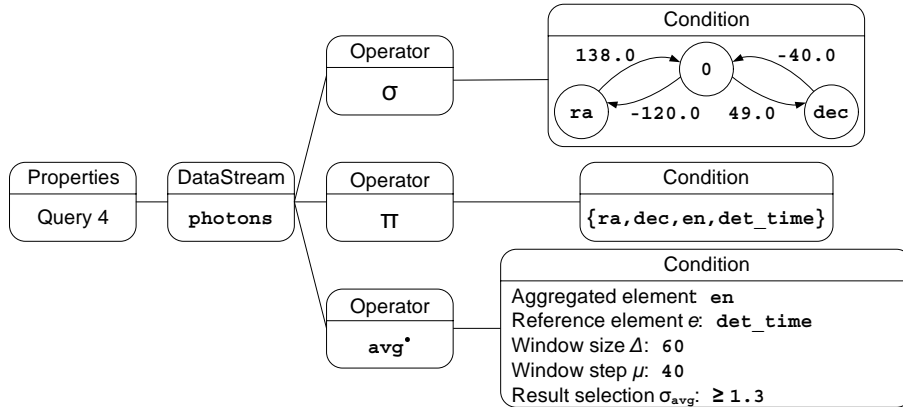 Condition
Operator
σ
138.0
-40.0
0
ra
dec
-120.0
49.0
Properties
Query 4
DataStream
photons
Operator
Π
Condition
{ra,dec,en,det_time}
Operator
avg•
Condition
Aggregated element: en
Reference element e: det_time
Window size Δ: 60
Window step μ: 40
Result selection σavg: ≥ 1.3